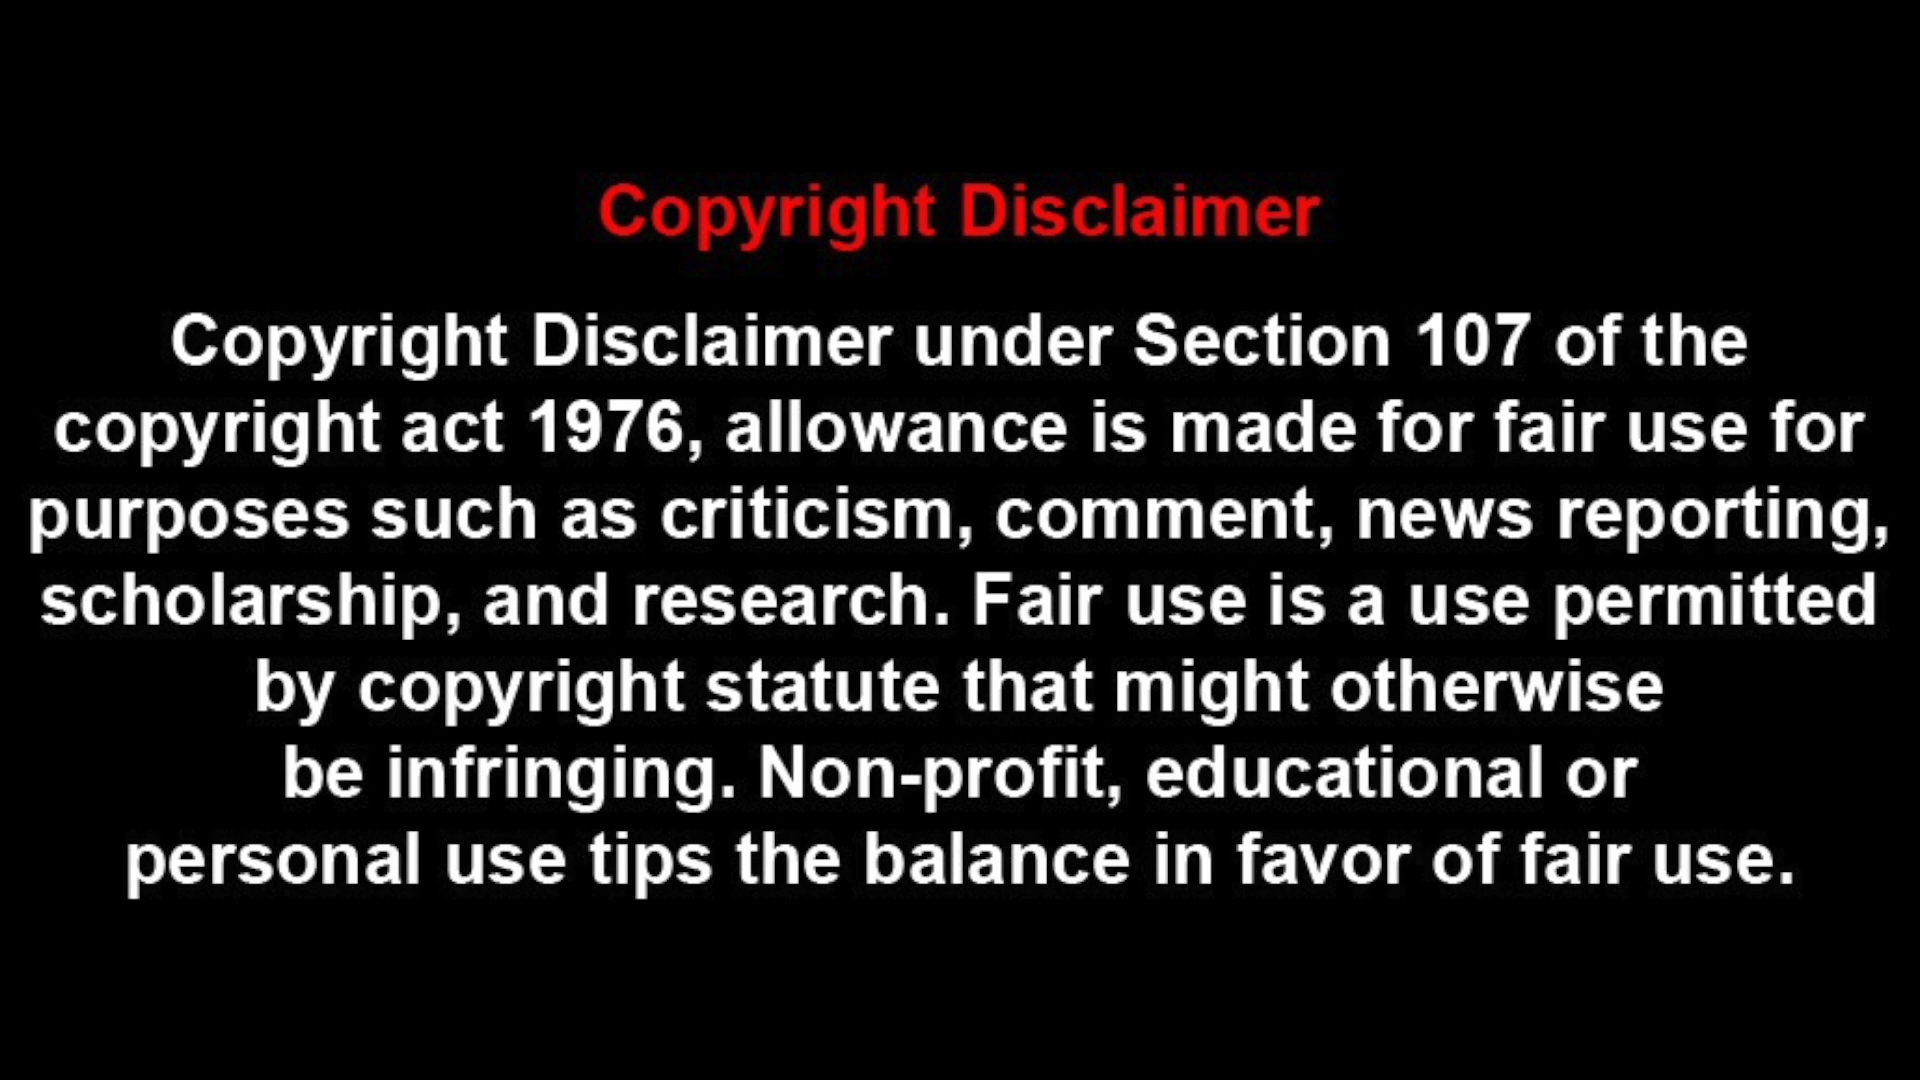 Copyright Disclaimer
Copyright Disclaimer under Section 107 of the
copyright act 1976, allowance is made for fair use for
purposes such as criticism, comment, news reporting,
scholarship, and research. Fair use is a use permitted
by copyright statute that might otherwise
be infringing. Non-profit, educational or
personal use tips the balance in favor of fair use.